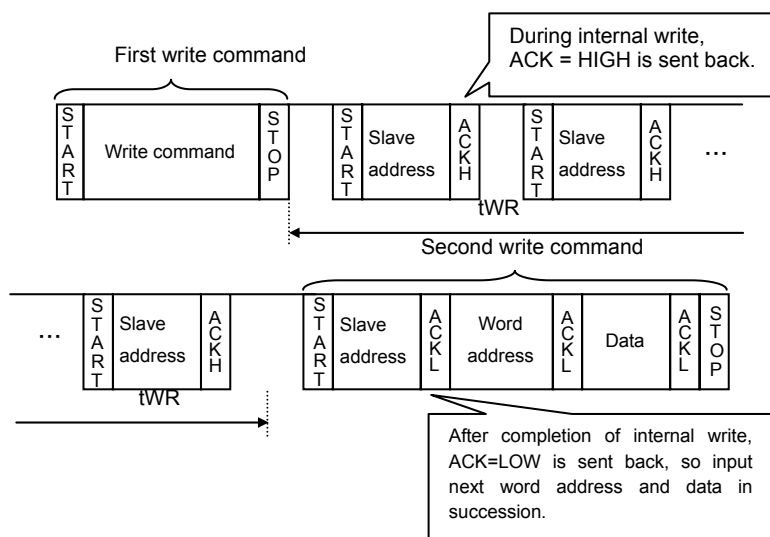 First write command
During internal write,
ACK = HIGH is sent back.
START
Write command
STOP
START
Slave
address
ACKH
START
Slave
address
ACKH
...
tWR
Second write command
...
START
Slave
address
ACKH
START
Slave
address
ACKL
Word
address
ACKL
Data
ACKL
STOP
tWR
After completion of internal write,
ACK=LOW is sent back, so input
next word address and data in
succession.